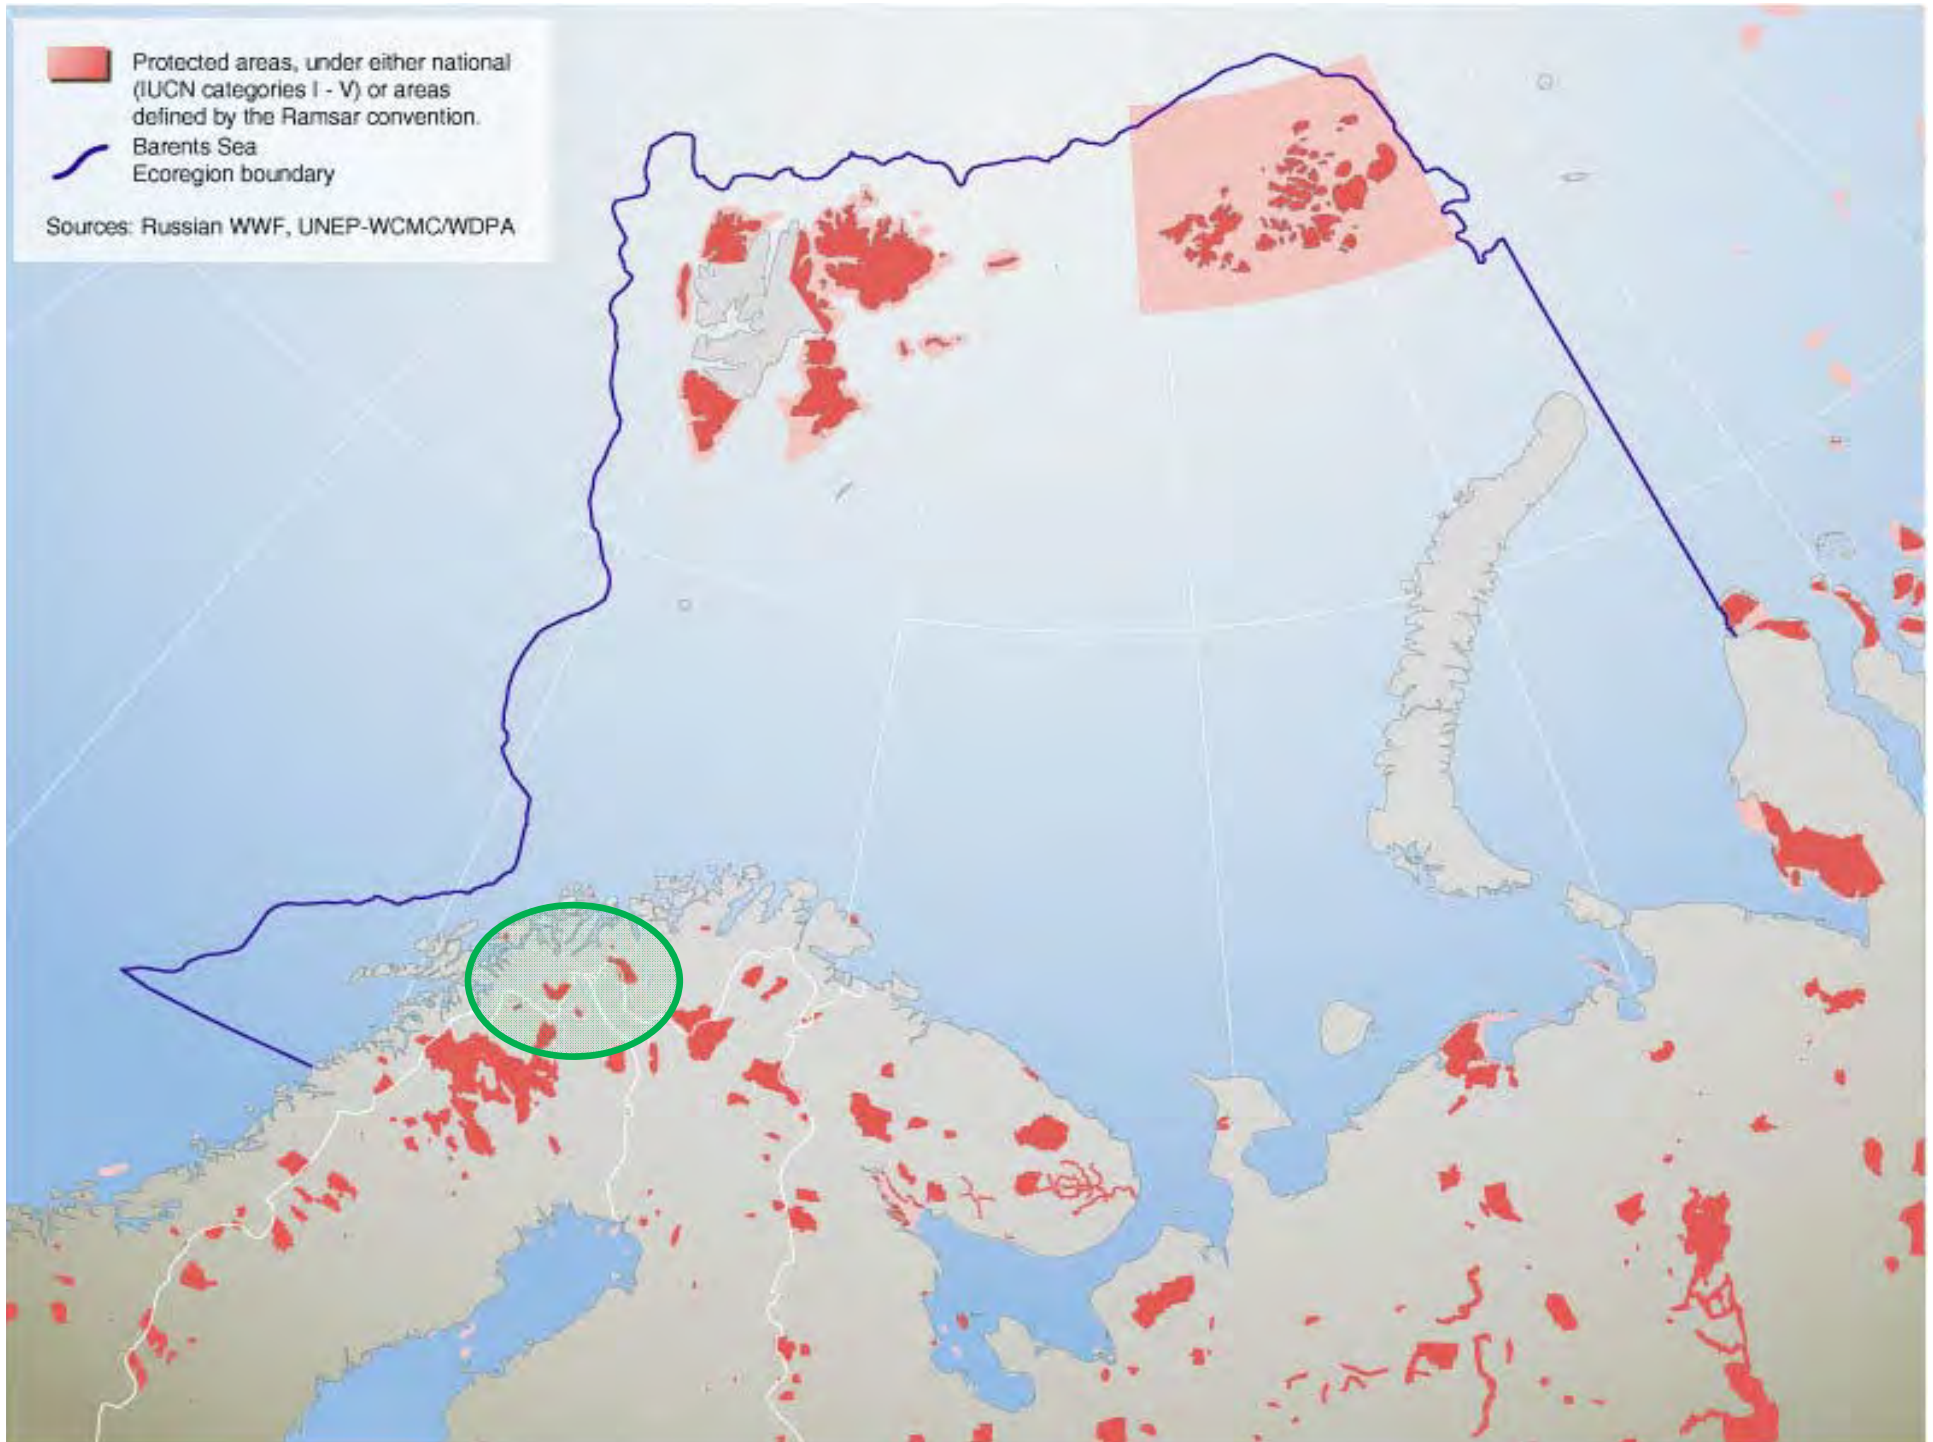 Protected areas, under either national
(IUCN categories I - V) or areas
defined by the Ramsar convention.
Barents Sea
Ecoregion boundary
Sources: Russian WWF, UNEP-WCMC/WDPA